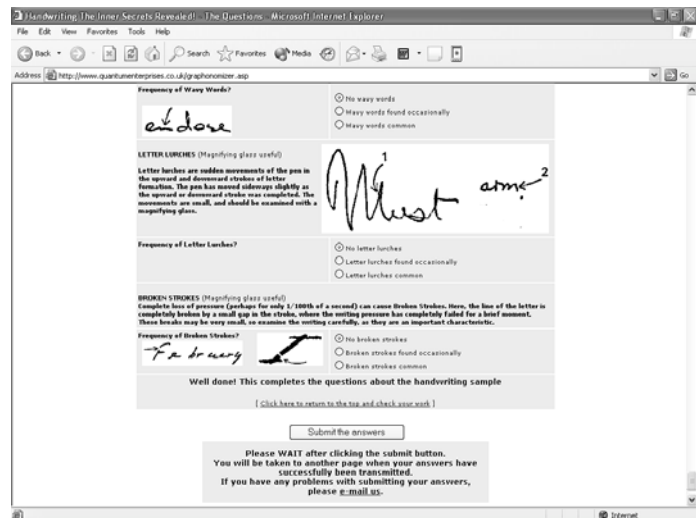 Handwriting The Inner Secrets Revealed! - The Questions - Microsoft Internet Explorer
File Edit View Favorites Tools Help
Back Search Favorites Media
Address http://www.quantumenterprises.co.uk/graphonomizer.asp Go
Frequency of Wavy Words?
No wavy words
Wavy words found occasionally
Wavy words common
endose
LETTER LURCHES (Magnifying glass useful)
Letter lurches are sudden movements of the pen in
the upward and downward strokes of letter
formation. The pen has moved sideways slightly as
the upward or downward stroke was completed. The
movements are small, and should be examined with a
magnifying glass.
1
Must
arm
2
Frequency of Letter Lurches?
No letter lurches
Letter lurches found occasionally
Letter lurches common
BROKEN STROKES (Magnifying glass useful)
Complete loss of pressure (perhaps for only 1/100th of a second) can cause Broken Strokes. Here, the line of the letter is
completely broken by a small gap in the stroke, where the writing pressure has completely failed for a brief moment.
These breaks may be very small, so examine the writing carefully, as they are an important characteristic.
Frequency of Broken Strokes?
No broken strokes
Broken strokes found occasionally
Broken strokes common
February
I
Well done! This completes the questions about the handwriting sample
[ Click here to return to the top and check your work ]
Submit the answers
Please WAIT after clicking the submit button.
You will be taken to another page when your answers have
successfully been transmitted.
If you have any problems with submitting your answers,
please e-mail us.
Internet